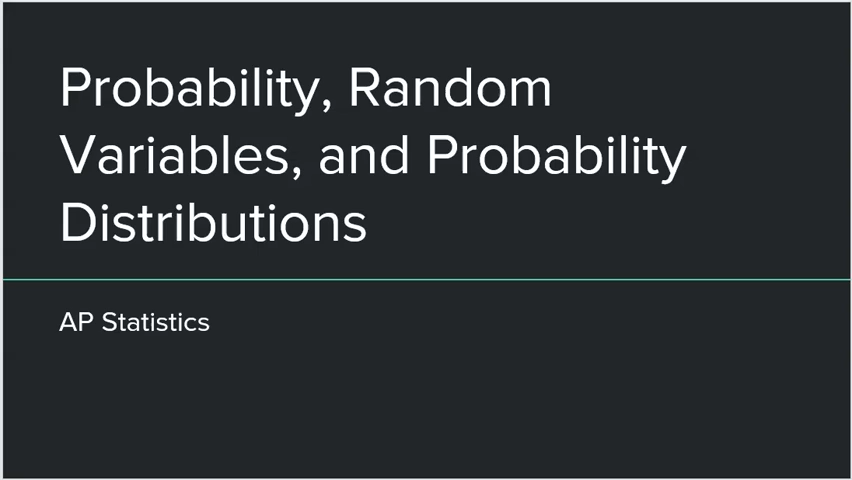 Probability, Random
Variables, and Probability
Distributions
AP Statistics